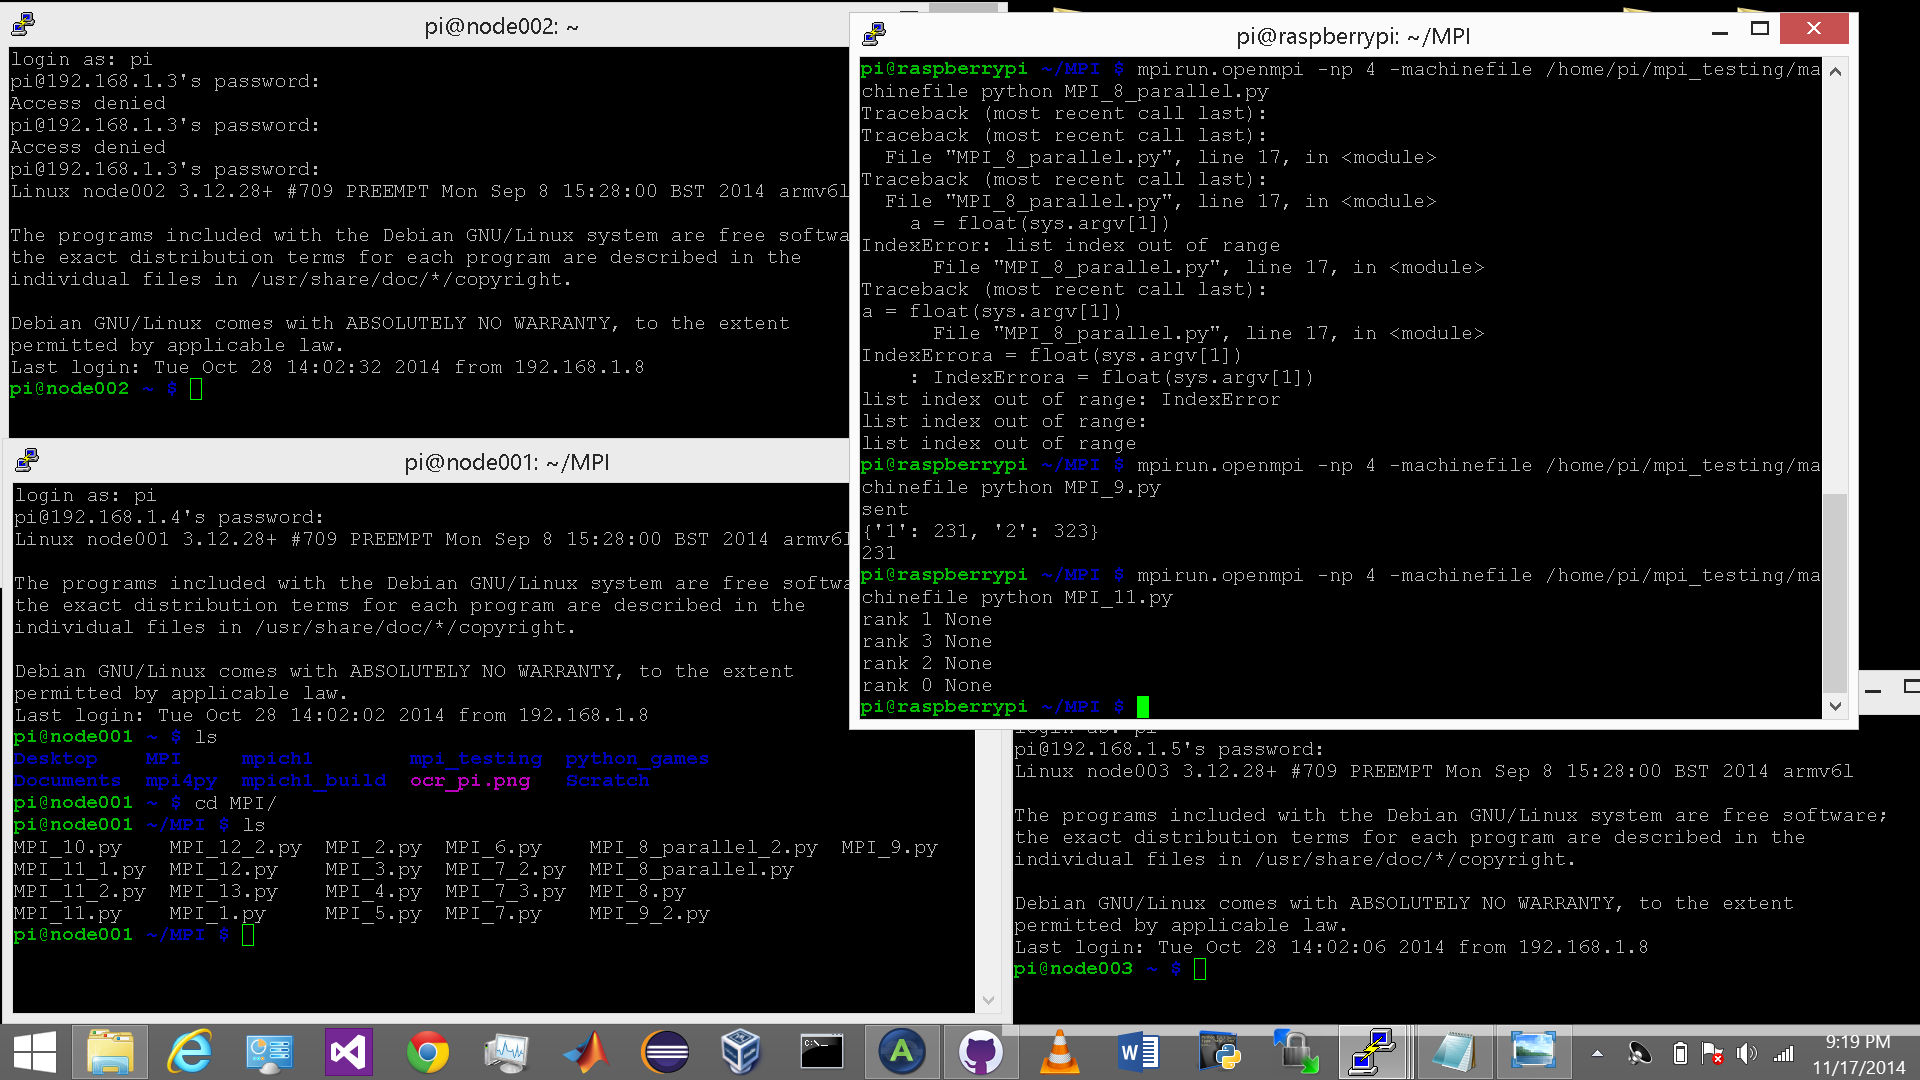 pi@node002: ~
login as: pi
pi@192.168.1.3's password:
Access denied
pi@192.168.1.3's password:
Access denied
pi@192.168.1.3's password:
Linux node002 3.12.28+ #709 PREEMPT Mon Sep 8 15:28:00 BST 2014 armv6l
The programs included with the Debian GNU/Linux system are free softwa
the exact distribution terms for each program are described in the
individual files in /usr/share/doc/*/copyright.
Debian GNU/Linux comes with ABSOLUTELY NO WARRANTY, to the extent
permitted by applicable law.
Last login: Tue Oct 28 14:02:32 2014 from 192.168.1.8
pi@node002 ~ $
pi@raspberrypi: ~/MPI
pi@raspberrypi ~/MPI $ mpirun.openmpi -np 4 -machinefile /home/pi/mpi_testing/ma
chinefile python MPI_8_parallel.py
Traceback (most recent call last):
Traceback (most recent call last):
File "MPI_8_parallel.py", line 17, in <module>
Traceback (most recent call last):
File "MPI_8_parallel.py", line 17, in <module>
a = float(sys.argv[1])
IndexError: list index out of range
File "MPI_8_parallel.py", line 17, in <module>
Traceback (most recent call last):
a = float(sys.argv[1])
File "MPI_8_parallel.py", line 17, in <module>
IndexErrora = float(sys.argv[1])
: IndexErrora = float(sys.argv[1])
list index out of range: IndexError
list index out of range:
list index out of range
pi@raspberrypi ~/MPI $ mpirun.openmpi -np 4 -machinefile /home/pi/mpi_testing/ma
chinefile python MPI_9.py
sent
{'1': 231, '2': 323}
231
pi@raspberrypi ~/MPI $ mpirun.openmpi -np 4 -machinefile /home/pi/mpi_testing/ma
chinefile python MPI_11.py
rank 1 None
rank 3 None
rank 2 None
rank 0 None
pi@raspberrypi ~/MPI $
pi@node001: ~/MPI
login as: pi
pi@192.168.1.4's password:
Linux node001 3.12.28+ #709 PREEMPT Mon Sep 8 15:28:00 BST 2014 armv6l
The programs included with the Debian GNU/Linux system are free softwa
the exact distribution terms for each program are described in the
individual files in /usr/share/doc/*/copyright.
Debian GNU/Linux comes with ABSOLUTELY NO WARRANTY, to the extent
permitted by applicable law.
Last login: Tue Oct 28 14:02:02 2014 from 192.168.1.8
pi@node001 ~ $ ls
Desktop MPI mpich1 mpi_testing python_games
Documents mpi4py mpich1_build ocr_pi.png Scratch
pi@node001 ~ $ cd MPI/
pi@node001 ~/MPI $ ls
MPI_10.py MPI_12_2.py MPI_2.py MPI_6.py MPI_8_parallel_2.py MPI_9.py
MPI_11_1.py MPI_12.py MPI_3.py MPI_7_2.py MPI_8_parallel.py
MPI_11_2.py MPI_13.py MPI_4.py MPI_7_3.py MPI_8.py
MPI_11.py MPI_1.py MPI_5.py MPI_7.py MPI_9_2.py
pi@node001 ~/MPI $
login as: pi
pi@192.168.1.5's password:
Linux node003 3.12.28+ #709 PREEMPT Mon Sep 8 15:28:00 BST 2014 armv6l
The programs included with the Debian GNU/Linux system are free software;
the exact distribution terms for each program are described in the
individual files in /usr/share/doc/*/copyright.
Debian GNU/Linux comes with ABSOLUTELY NO WARRANTY, to the extent
permitted by applicable law.
Last login: Tue Oct 28 14:02:06 2014 from 192.168.1.8
pi@node003 ~ $
9:19 PM
11/17/2014